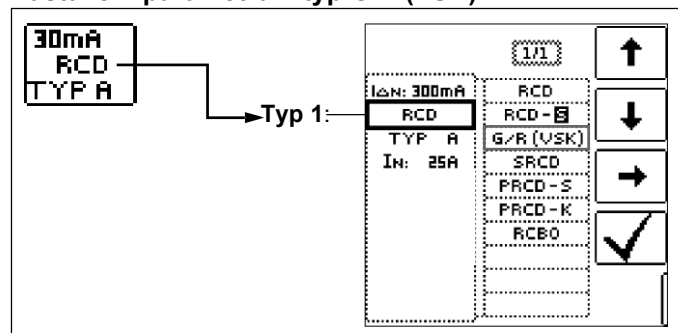 30mA
RCD
TYP A
Typ 1:
1/1
I∆N: 300mA
RCD
TYP A
IN: 25A
RCD
RCD - S
G/R (VSK)
SRCD
PRCD - S
PRCD - K
RCBO